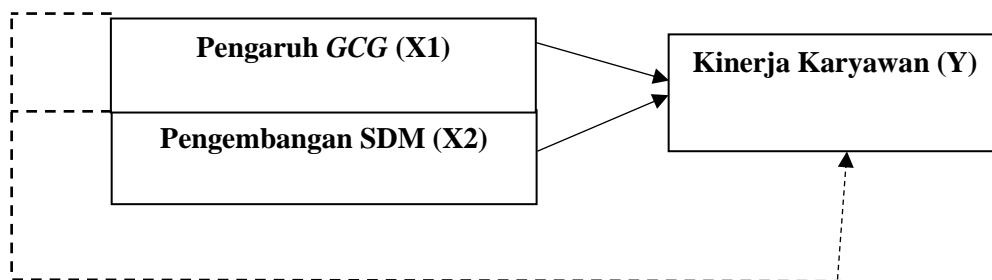 Pengaruh GCG (X1)
Kinerja Karyawan (Y)
Pengembangan SDM (X2)